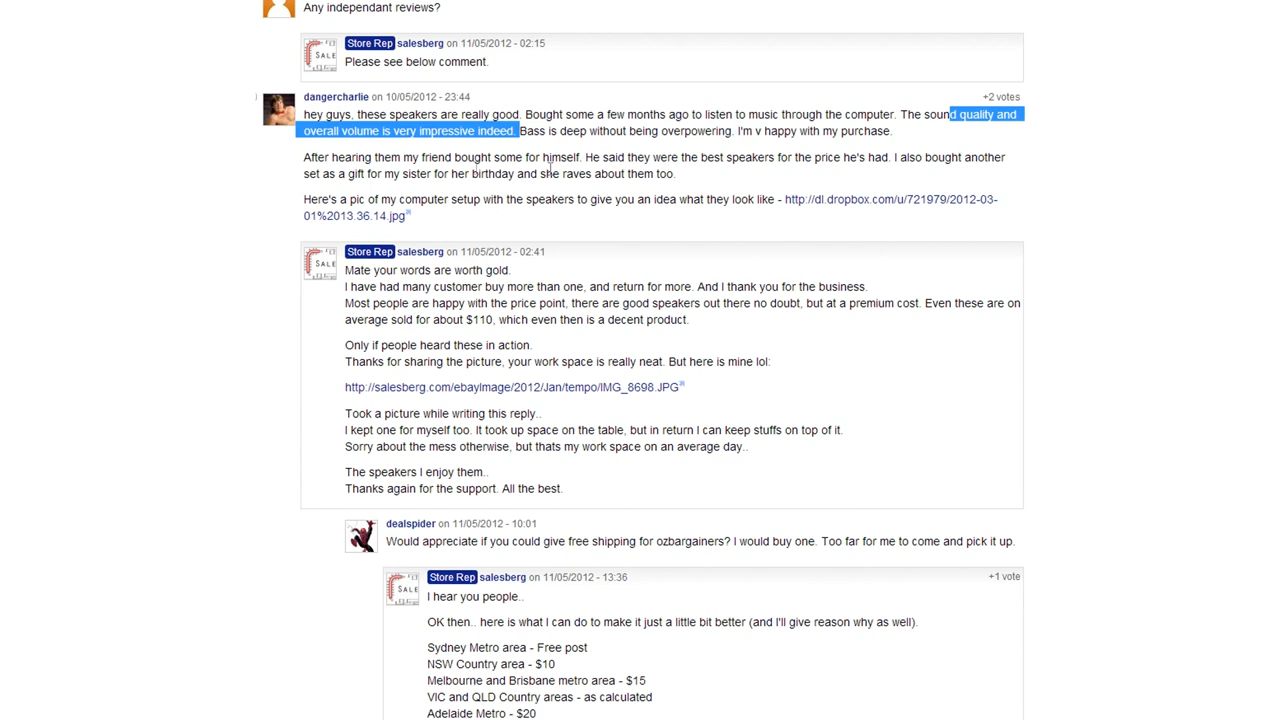 Any independant reviews?
Store Rep salesberg on 11/05/2012 - 02:15
Please see below comment.
dangercharlie on 10/05/2012 - 23:44 +2 votes
hey guys, these speakers are really good. Bought some a few months ago to listen to music through the computer. The sound quality and
overall volume is very impressive indeed. Bass is deep without being overpowering. I'm v happy with my purchase.
After hearing them my friend bought some for himself. He said they were the best speakers for the price he's had. I also bought another
set as a gift for my sister for her birthday and she raves about them too.
Here's a pic of my computer setup with the speakers to give you an idea what they look like - http://dl.dropbox.com/u/721979/2012-03-
01%2013.36.14.jpg
Store Rep salesberg on 11/05/2012 - 02:41
Mate your words are worth gold.
I have had many customer buy more than one, and return for more. And I thank you for the business.
Most people are happy with the price point, there are good speakers out there no doubt, but at a premium cost. Even these are on
average sold for about $110, which even then is a decent product.
Only if people heard these in action.
Thanks for sharing the picture, your work space is really neat. But here is mine lol:
http://salesberg.com/ebayImage/2012/Jan/tempo/IMG_8698.JPG
Took a picture while writing this reply..
I kept one for myself too. It took up space on the table, but in return I can keep stuffs on top of it.
Sorry about the mess otherwise, but thats my work space on an average day..
The speakers I enjoy them..
Thanks again for the support. All the best.
dealspider on 11/05/2012 - 10:01
Would appreciate if you could give free shipping for ozbargainers? I would buy one. Too far for me to come and pick it up.
Store Rep salesberg on 11/05/2012 - 13:36 +1 vote
I hear you people..
OK then.. here is what I can do to make it just a little bit better (and I'll give reason why as well).
Sydney Metro area - Free post
NSW Country area - $10
Melbourne and Brisbane metro area - $15
VIC and QLD Country areas - as calculated
Adelaide Metro - $20